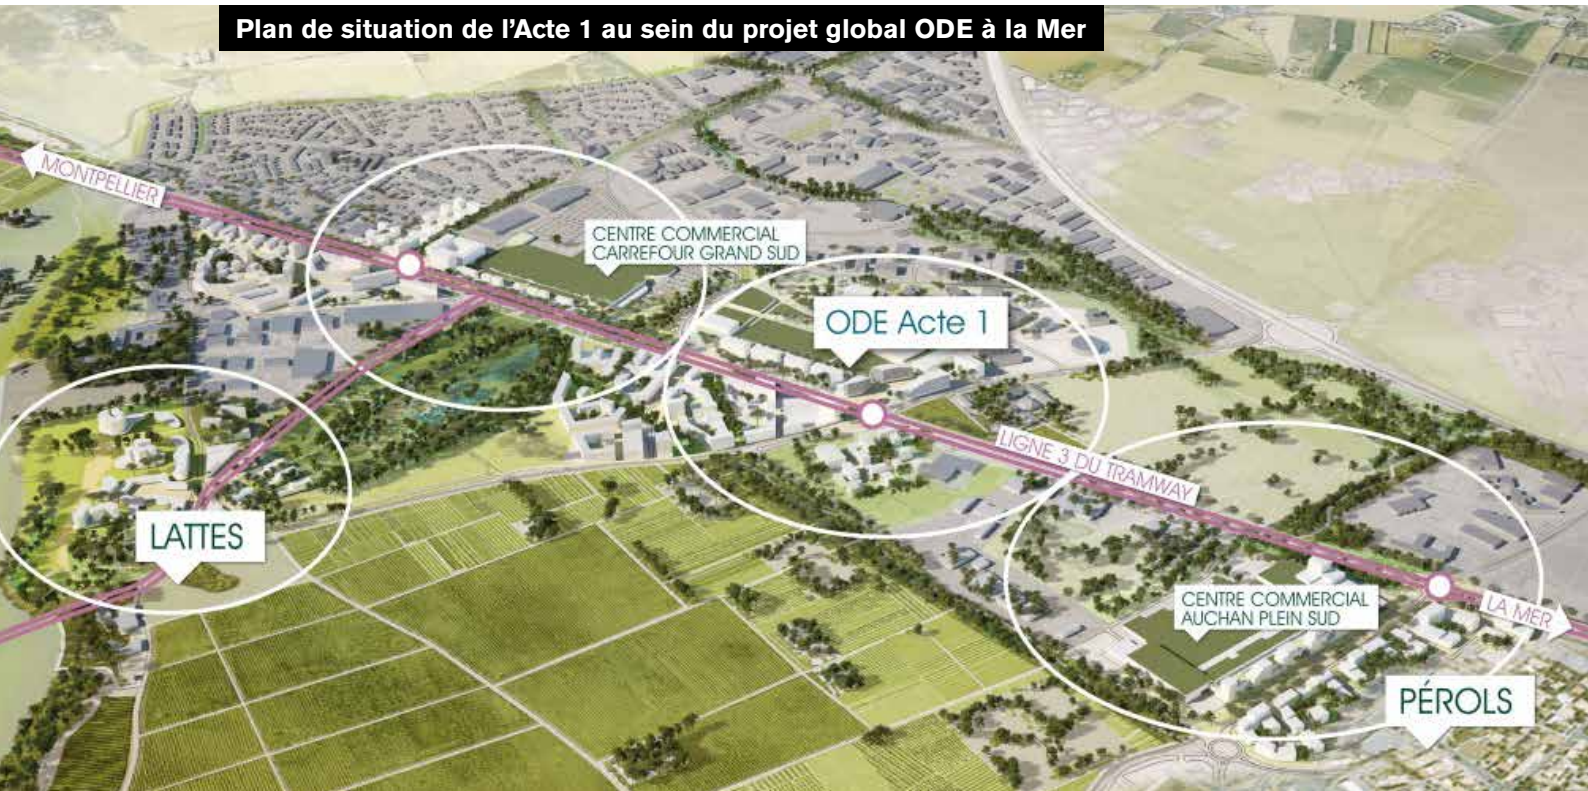 Plan de situation de l'Acte 1 au sein du projet global ODE à la Mer
MONTPELLIER
CENTRE COMMERCIAL
CARREFOUR GRAND SUD
ODE Acte 1
LIGNE 3 DU TRAMWAY
LATTES
CENTRE COMMERCIAL
AUCHAN PLEIN SUD
LA MER
PÉROLS